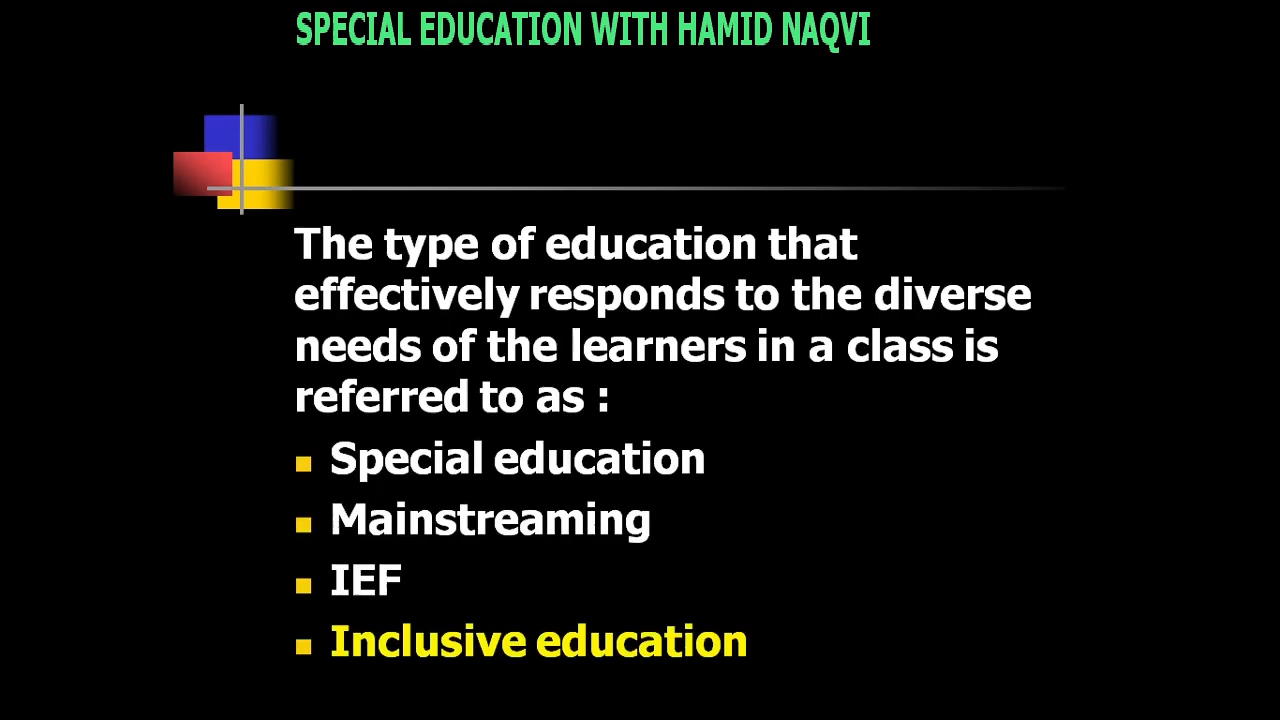 SPECIAL EDUCATION WITH HAMID NAQVI
The type of education that
effectively responds to the diverse
needs of the learners in a class is
referred to as :
Special education
Mainstreaming
IEF
Inclusive education